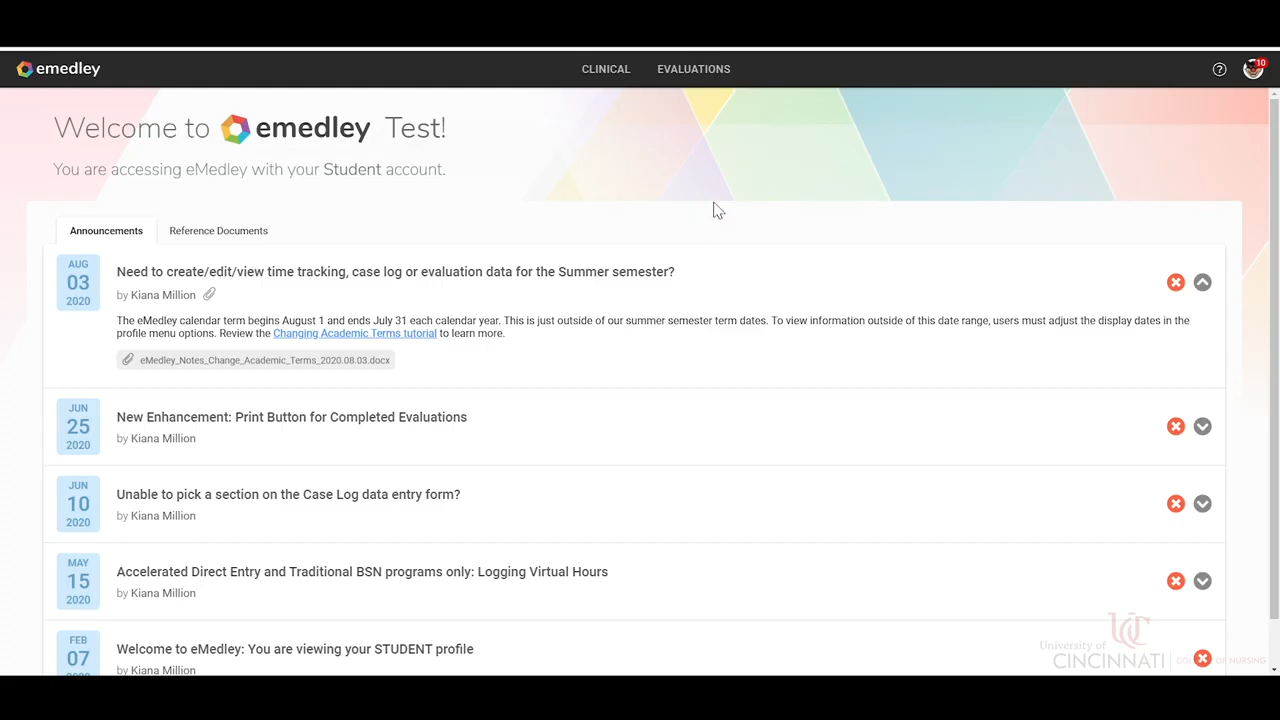 emedley
CLINICAL
EVALUATIONS
10
Welcome to emedley Test!
You are accessing eMedley with your Student account.
Announcements
Reference Documents
AUG
03
2020
Need to create/edit/view time tracking, case log or evaluation data for the Summer semester?
by Kiana Million
The eMedley calendar term begins August 1 and ends July 31 each calendar year. This is just outside of our summer semester term dates. To view information outside of this date range, users must adjust the display dates in the
profile menu options. Review the Changing Academic Terms tutorial to learn more.
eMedley_Notes_Change_Academic_Terms_2020.08.03.docx
JUN
25
2020
New Enhancement: Print Button for Completed Evaluations
by Kiana Million
JUN
10
2020
Unable to pick a section on the Case Log data entry form?
by Kiana Million
MAY
15
2020
Accelerated Direct Entry and Traditional BSN programs only: Logging Virtual Hours
by Kiana Million
FEB
07
Welcome to eMedley: You are viewing your STUDENT profile
by Kiana Million
UC
University of
CINCINNATI
OF NURSING